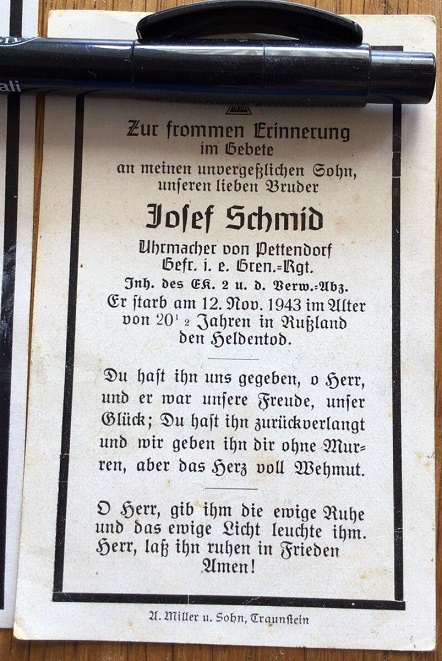 ali
Zur frommen Erinnerung
im Gebete
an meinen unvergeßlichen Sohn,
unseren lieben Bruder
Josef Schmid
Uhrmacher von Pettendorf
Gefr. i. e. Gren.=Rgt.
Inh. des EK. 2 u. d. Verw.=Abz.
Er starb am 12. Nov. 1943 im Alter
von 20 1/2 Jahren in Rußland
den Heldentod.
Du hast ihn uns gegeben, o Herr,
und er war unsere Freude, unser
Glück; Du hast ihn zurückverlangt
und wir geben ihn dir ohne Mur=
ren, aber das Herz voll Wehmut.
O Herr, gib ihm die ewige Ruhe
und das ewige Licht leuchte ihm.
Herr, laß ihn ruhen in Frieden
Amen!
A. Miller u. Sohn, Traunstein